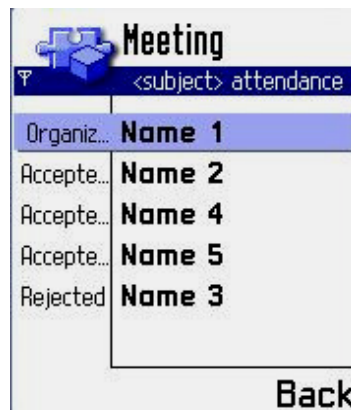 Meeting
<subject> attendance
Organiz... Name 1
Accepte... Name 2
Accepte... Name 4
Accepte... Name 5
Rejected Name 3
Back